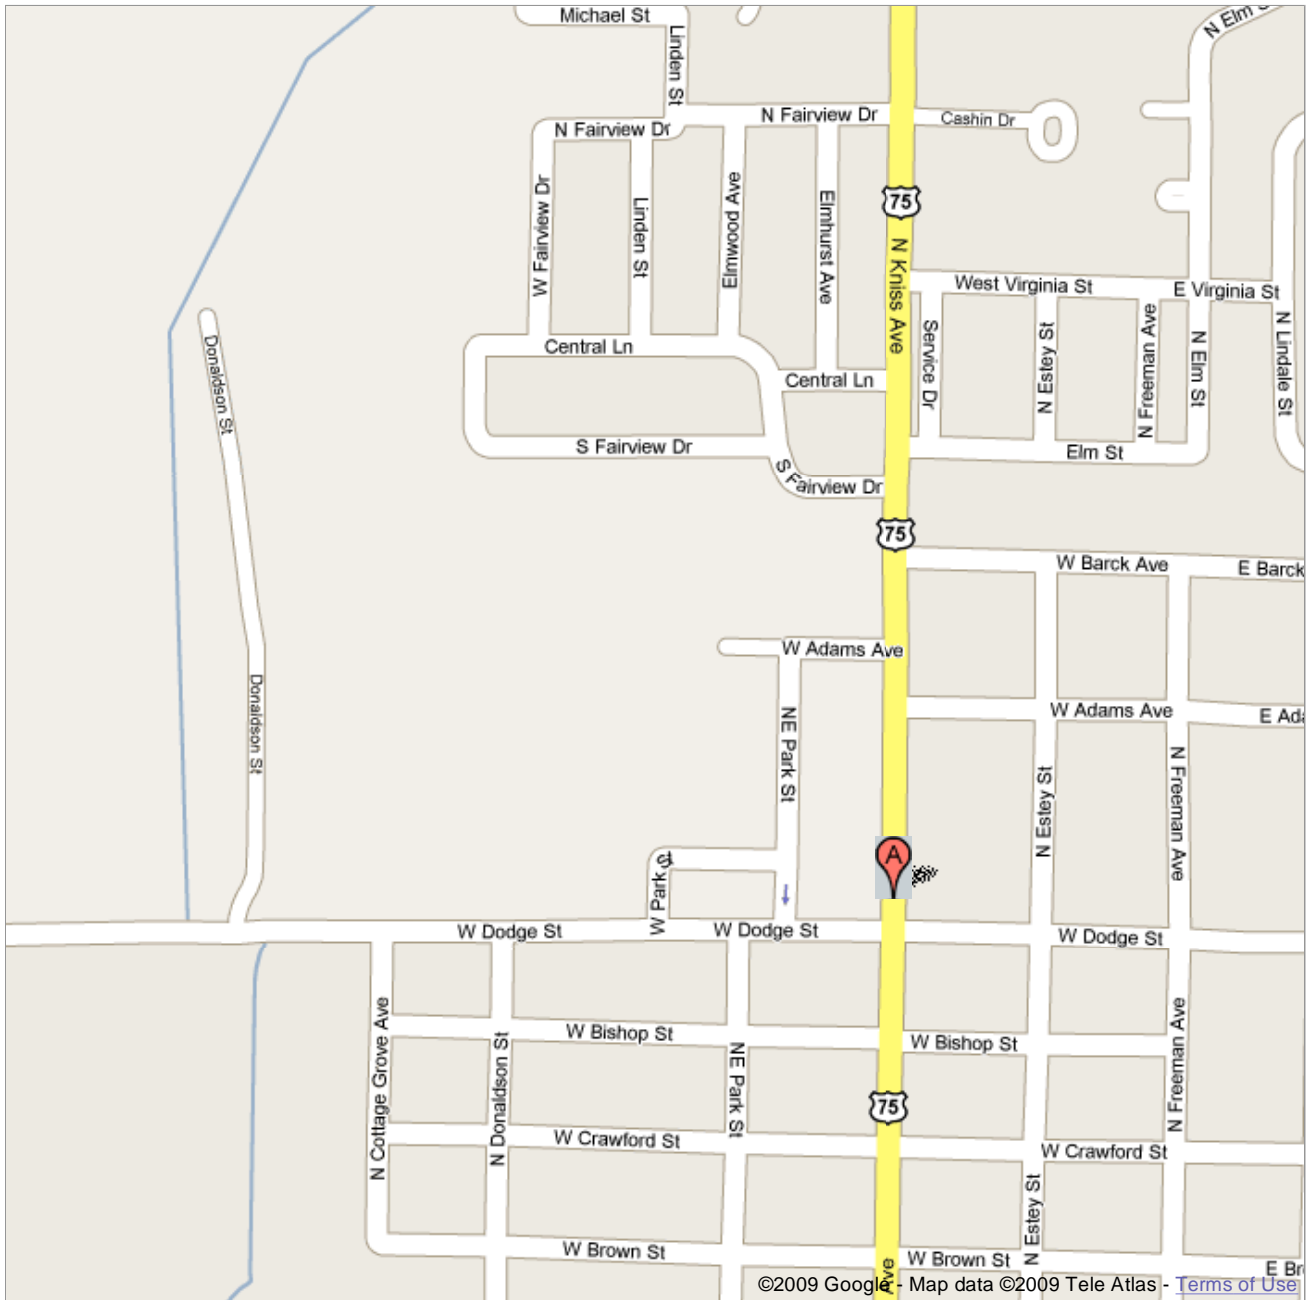 Michael St
N Elm S
Linden St
N Fairview Dr
N Fairview Dr
Cashin Dr
W Fairview Dr
Linden St
Elmwood Ave
Elmhurst Ave
75
N Kniss Ave
West Virginia St
E Virginia St
Donaldson St
Central Ln
Central Ln
Service Dr
N Estey St
N Freeman Ave
N Elm St
N Lindale St
S Fairview Dr
S Fairview Dr
Elm St
75
W Barck Ave
E Barck
W Adams Ave
Donaldson St
NE Park St
W Adams Ave
E Ada
N Estey St
N Freeman Ave
A
W Park St
W Dodge St
W Dodge St
W Dodge St
N Cottage Grove Ave
N Donaldson St
W Bishop St
NE Park St
W Bishop St
N Freeman Ave
75
W Crawford St
W Crawford St
N Estey St
W Brown St
Ave
W Brown St
E Br
©2009 Google - Map data ©2009 Tele Atlas - Terms of Use